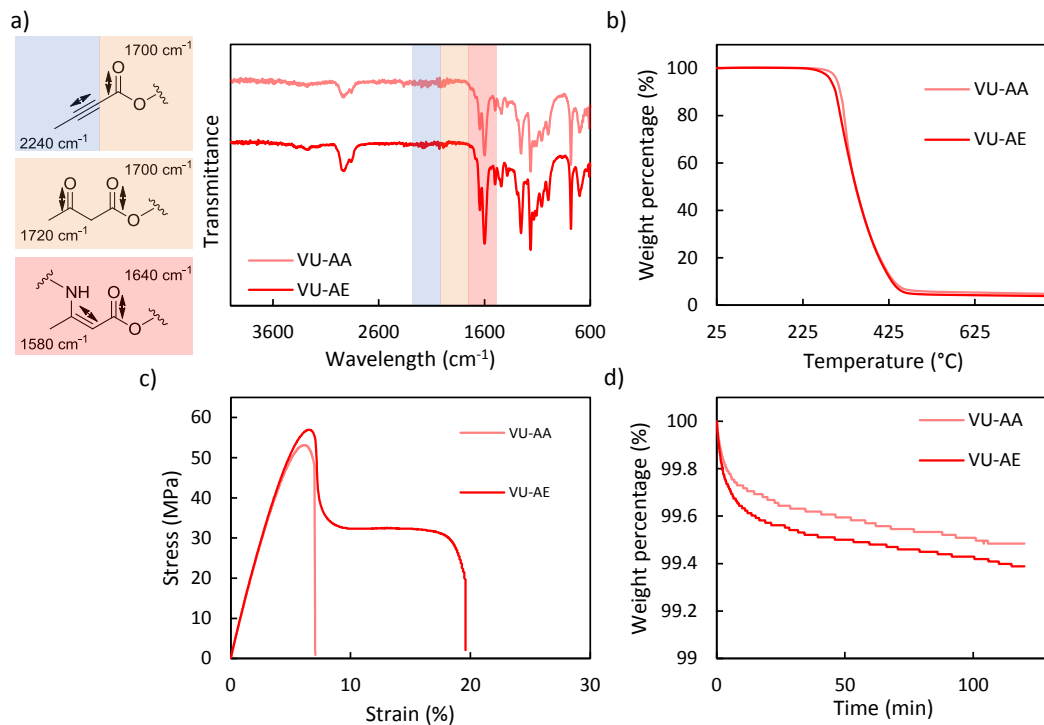 a)
1700 cm-1
O
O
2240 cm-1
1700 cm-1
O
O
O
1720 cm-1
1640 cm-1
NH
O
O
1580 cm-1
Transmittance
VU-AA
VU-AE
3600
2600
1600
600
Wavelength (cm-1)
b)
Weight percentage (%)
100
80
60
40
20
0
VU-AA
VU-AE
25
225
425
625
Temperature (°C)
c)
Stress (MPa)
60
50
40
30
20
10
0
VU-AA
VU-AE
0
10
20
30
Strain (%)
d)
Weight percentage (%)
100
99.8
99.6
99.4
99.2
99
VU-AA
VU-AE
0
50
100
Time (min)